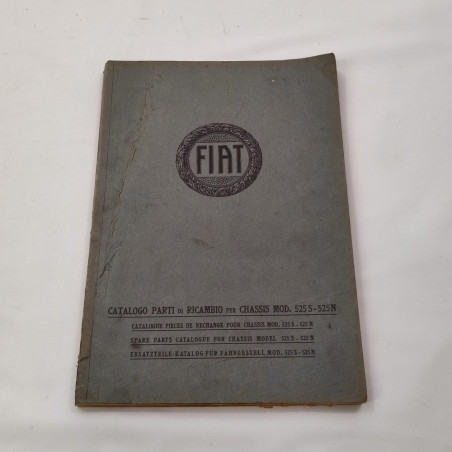 FIAT
CATALOGO PARTI DI RICAMBIO PER CHASSIS MOD. 525 S - 525 N
CATALOGUE PIÈCES DE RECHANGE POUR CHASSIS MOD. 525 S. - 525 N
SPARE PARTS CATALOGUE FOR CHASSIS MODEL 525 S - 525 N
ERSATZTEILE-KATALOG FÜR FAHRGESTELL MOD. 525 S - 525 N